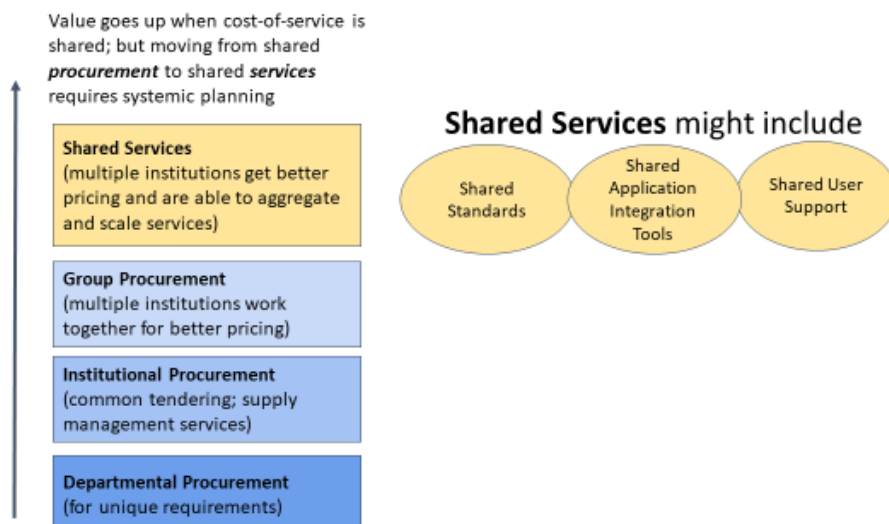 Value goes up when cost-of-service is
shared; but moving from shared
procurement to shared services
requires systemic planning
Shared Services
(multiple institutions get better
pricing and are able to aggregate
and scale services)
Group Procurement
(multiple institutions work
together for better pricing)
Institutional Procurement
(common tendering; supply
management services)
Departmental Procurement
(for unique requirements)
Shared Services might include
Shared
Standards
Shared
Application
Integration
Tools
Shared User
Support